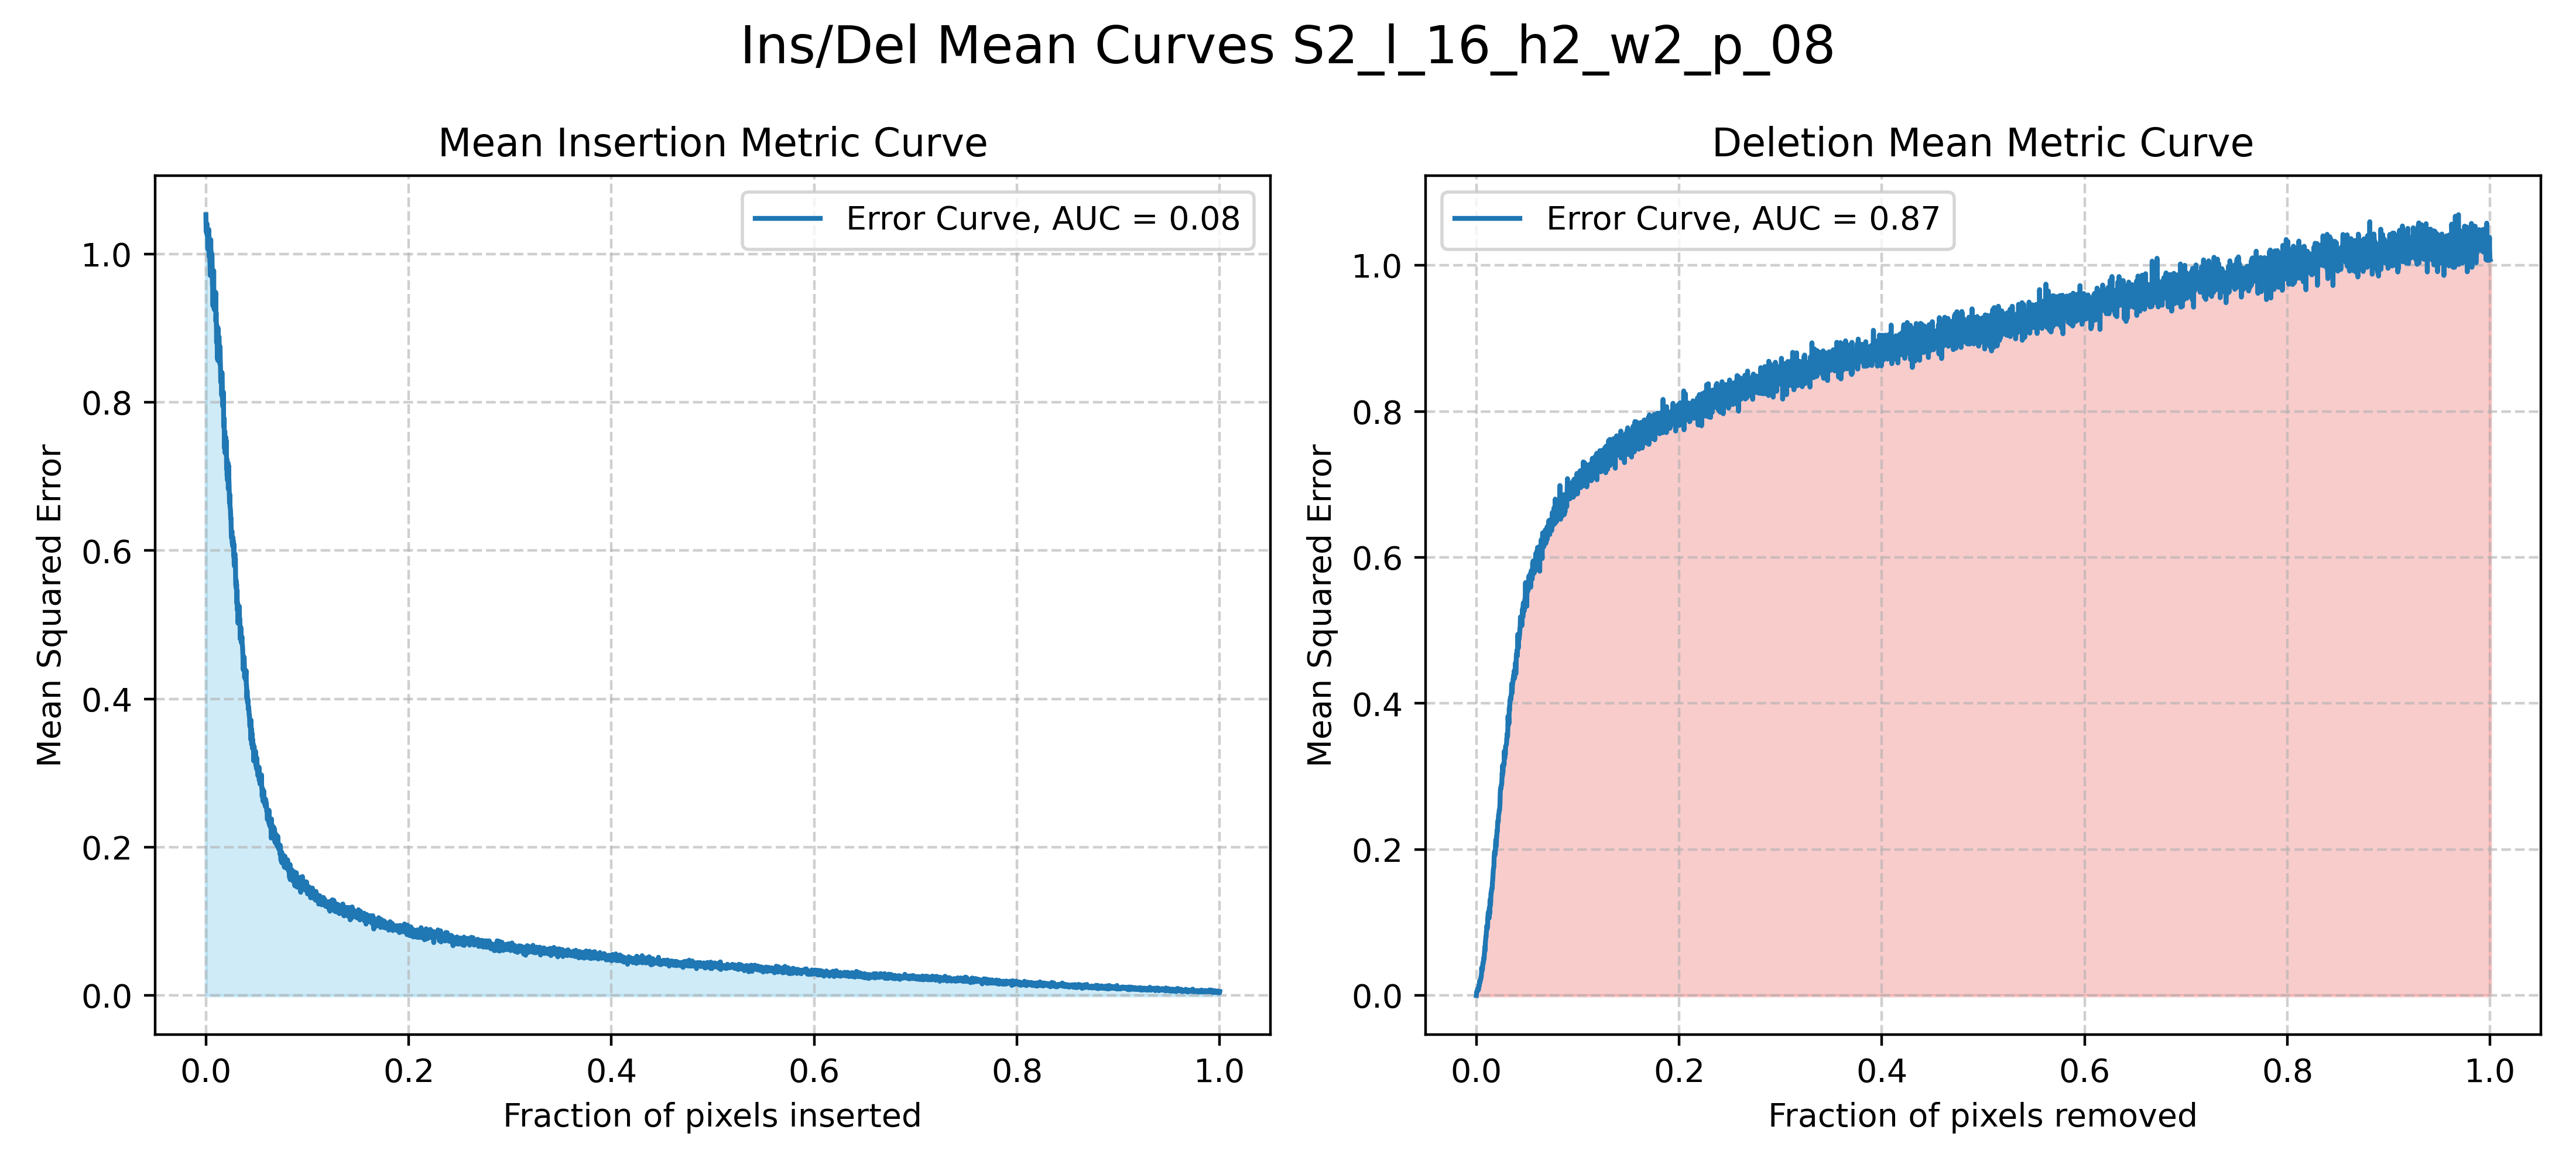 Ins/Del Mean Curves S2_l_16_h2_w2_p_08
Mean Insertion Metric Curve
Error Curve, AUC = 0.08
Mean Squared Error
1.0
0.8
0.6
0.4
0.2
0.0
0.0 0.2 0.4 0.6 0.8 1.0
Fraction of pixels inserted
Deletion Mean Metric Curve
Error Curve, AUC = 0.87
Mean Squared Error
1.0
0.8
0.6
0.4
0.2
0.0
0.0 0.2 0.4 0.6 0.8 1.0
Fraction of pixels removed